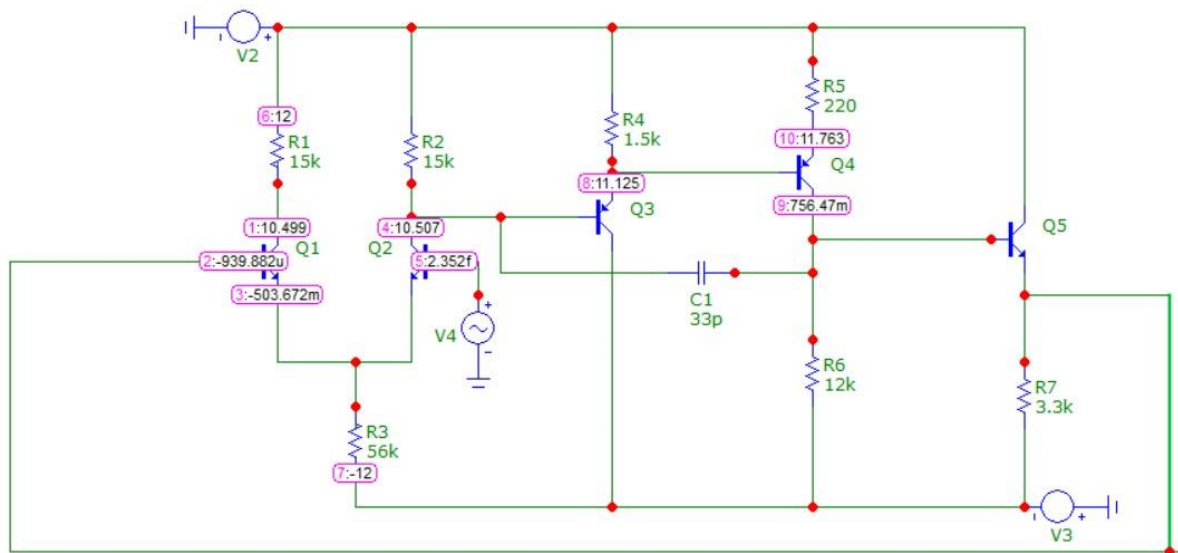 V2
R5
220
6:12
R1
15k
R2
15k
R4
1.5k
10:11.763
Q4
8:11.125
9:756.47m
Q3
1:10.499
Q1
4:10.507
Q2
Q5
2:-939.882u
5:2.352f
3:-503.672m
C1
33p
V4
R6
12k
R7
3.3k
R3
56k
7:-12
V3